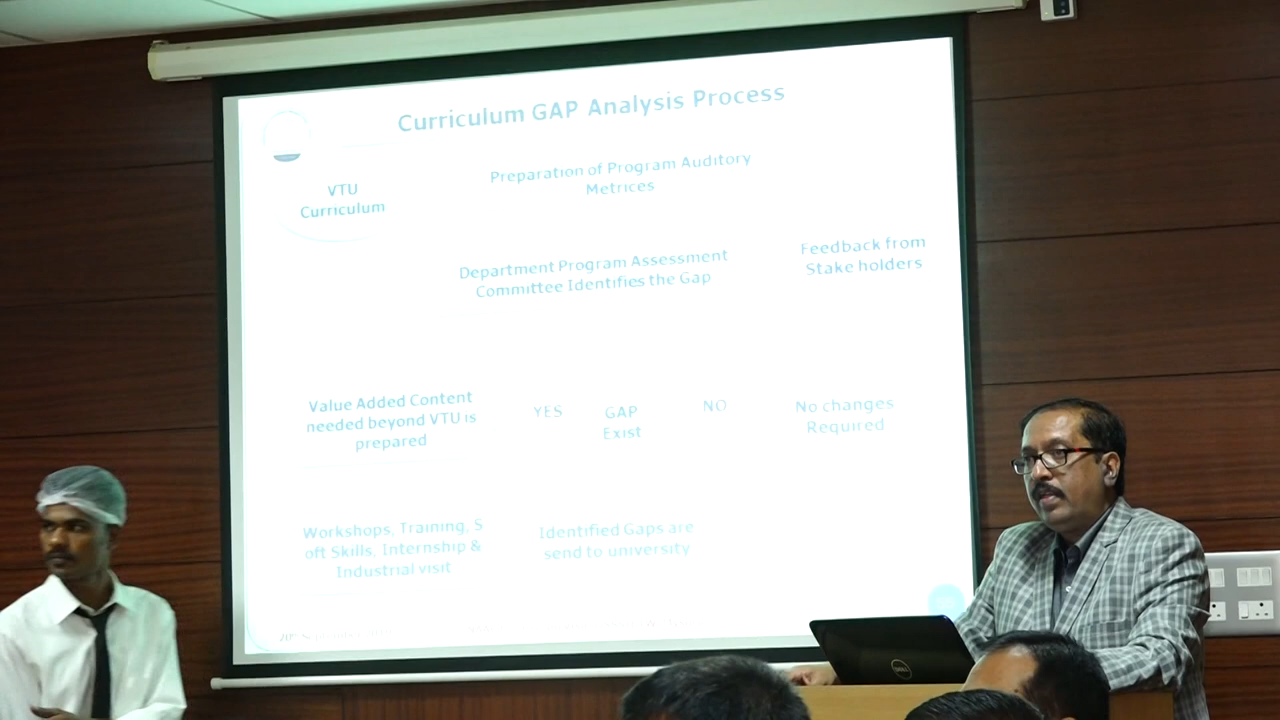 Curriculum GAP Analysis Process
VTU
Curriculum
Preparation of Program Auditory
Metrices
Department Program Assessment
Committee Identifies the Gap
Feedback from
Stake holders
Value Added Content
needed beyond VTU is
prepared
YES
GAP
Exist
NO
No changes
Required
Workshops, Training, S
oft Skills, Internship &
Industrial visit
Identified Gaps are
send to university
DELL